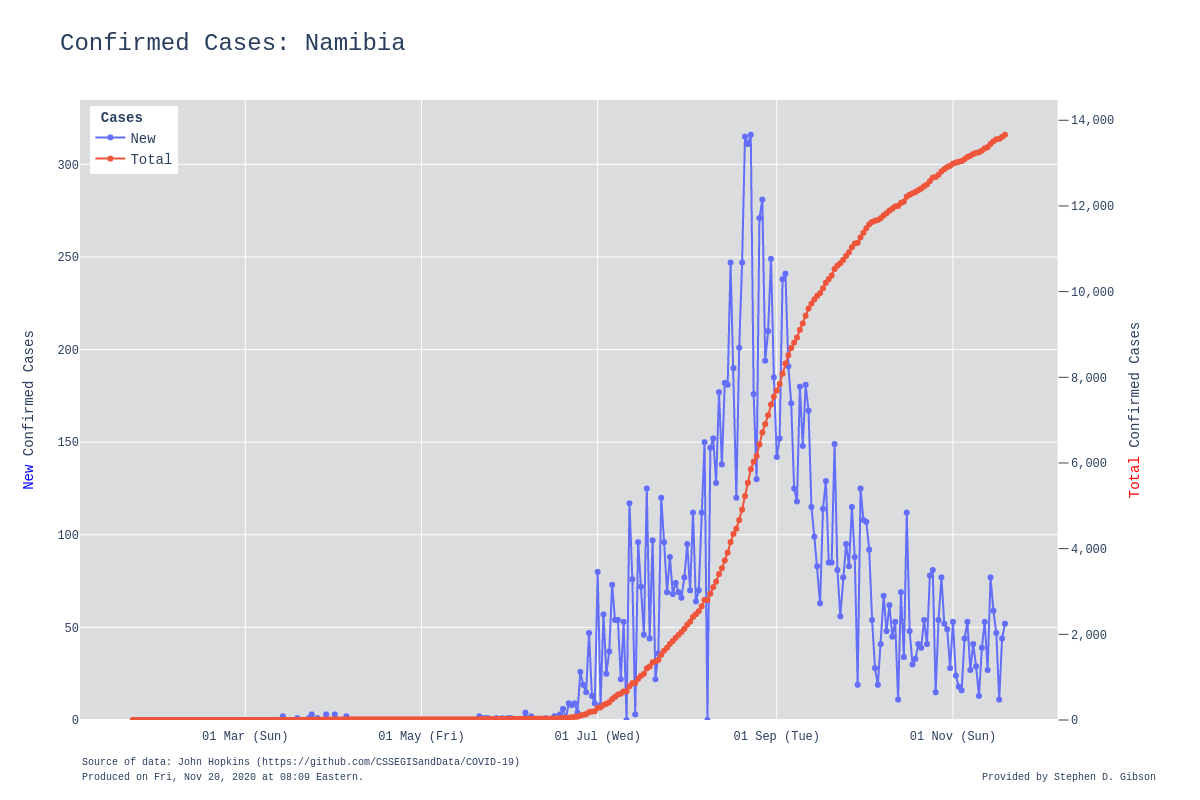 Confirmed Cases: Namibia
Cases
New
Total
300
250
200
150
100
50
0
14,000
12,000
10,000
8,000
6,000
4,000
2,000
0
New Confirmed Cases
Total Confirmed Cases
01 Mar (Sun)
01 May (Fri)
01 Jul (Wed)
01 Sep (Tue)
01 Nov (Sun)
Source of data: John Hopkins (https://github.com/CSSEGISandData/COVID-19)
Produced on Fri, Nov 20, 2020 at 08:09 Eastern.
Provided by Stephen D. Gibson